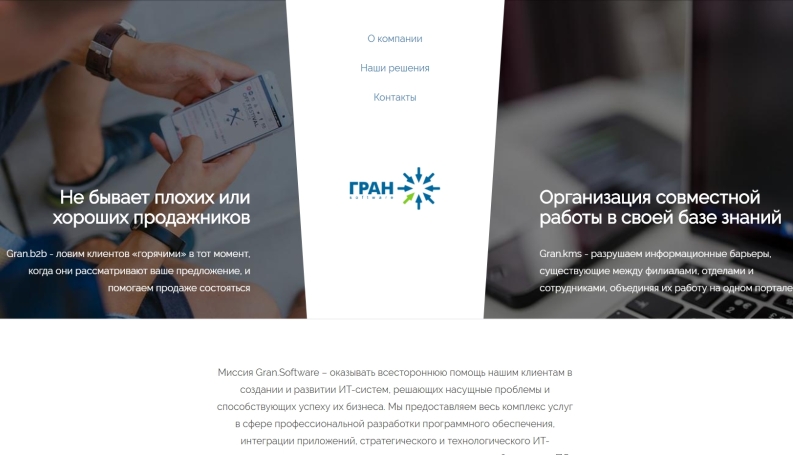 О компании
Наши решения
Контакты
ГРАН
software
Не бывает плохих или
хороших продажников
Gran.b2b - ловим клиентов «горячими» в тот момент,
когда они рассматривают ваше предложение, и
помогаем продаже состояться
Организация совместной
работы в своей базе знаний
Gran.kms - разрушаем информационные барьеры,
существующие между филиалами, отделами и
сотрудниками, объединяя их работу на одном портале
Миссия Gran.Software – оказывать всестороннюю помощь нашим клиентам в
создании и развитии ИТ-систем, решающих насущные проблемы и
способствующих успеху их бизнеса. Мы предоставляем весь комплекс услуг
в сфере профессиональной разработки программного обеспечения,
интеграции приложений, стратегического и технологического ИТ-